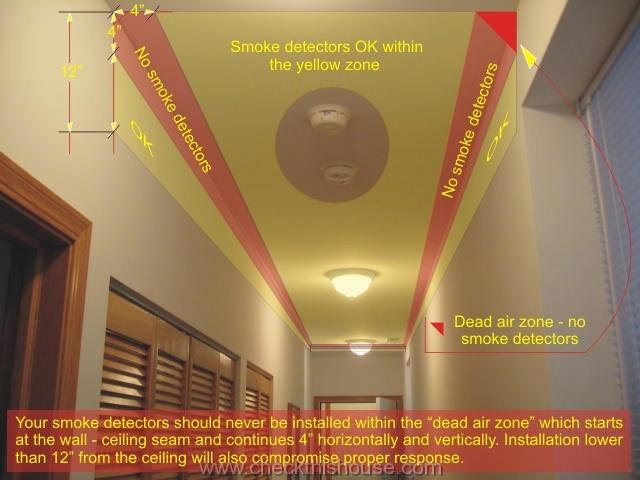 4”
4”
12”
Smoke detectors OK within
the yellow zone
No smoke detectors
No smoke detectors
OK
OK
Dead air zone - no
smoke detectors
Your smoke detectors should never be installed within the “dead air zone” which starts
at the wall - ceiling seam and continues 4” horizontally and vertically. Installation lower
than 12” from the ceiling will also compromise proper response.
www.checkthishouse.com